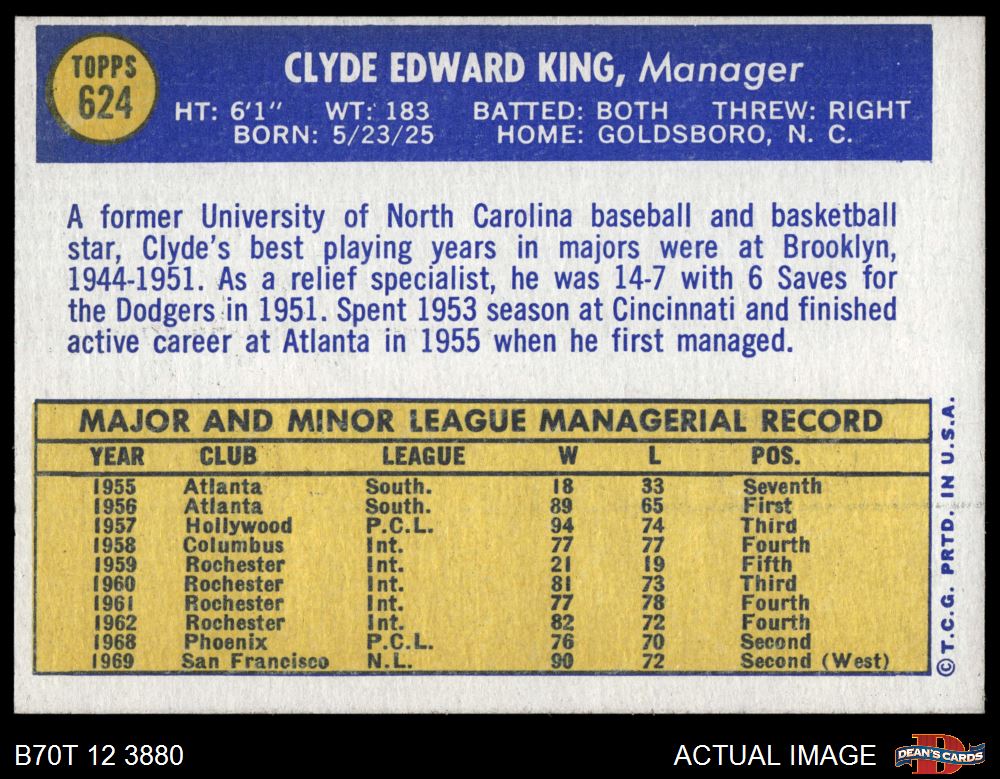 TOPPS
624
CLYDE EDWARD KING, Manager
HT: 6'1" WT: 183 BATTED: BOTH THREW: RIGHT
BORN: 5/23/25 HOME: GOLDSBORO, N. C.
A former University of North Carolina baseball and basketball
star, Clyde's best playing years in majors were at Brooklyn,
1944-1951. As a relief specialist, he was 14-7 with 6 Saves for
the Dodgers in 1951. Spent 1953 season at Cincinnati and finished
active career at Atlanta in 1955 when he first managed.
MAJOR AND MINOR LEAGUE MANAGERIAL RECORD
YEAR CLUB LEAGUE W L POS.
1955 Atlanta South. 18 33 Seventh
1956 Atlanta South. 89 65 First
1957 Hollywood P.C.L. 94 74 Third
1958 Columbus Int. 77 77 Fourth
1959 Rochester Int. 21 19 Fifth
1960 Rochester Int. 81 73 Third
1961 Rochester Int. 77 78 Fourth
1962 Rochester Int. 82 72 Fourth
1968 Phoenix P.C.L. 76 70 Second
1969 San Francisco N.L. 90 72 Second (West)
© T.C.G. PRTD. IN U.S.A.
B70T 12 3880
ACTUAL IMAGE
D
DEAN'S CARDS